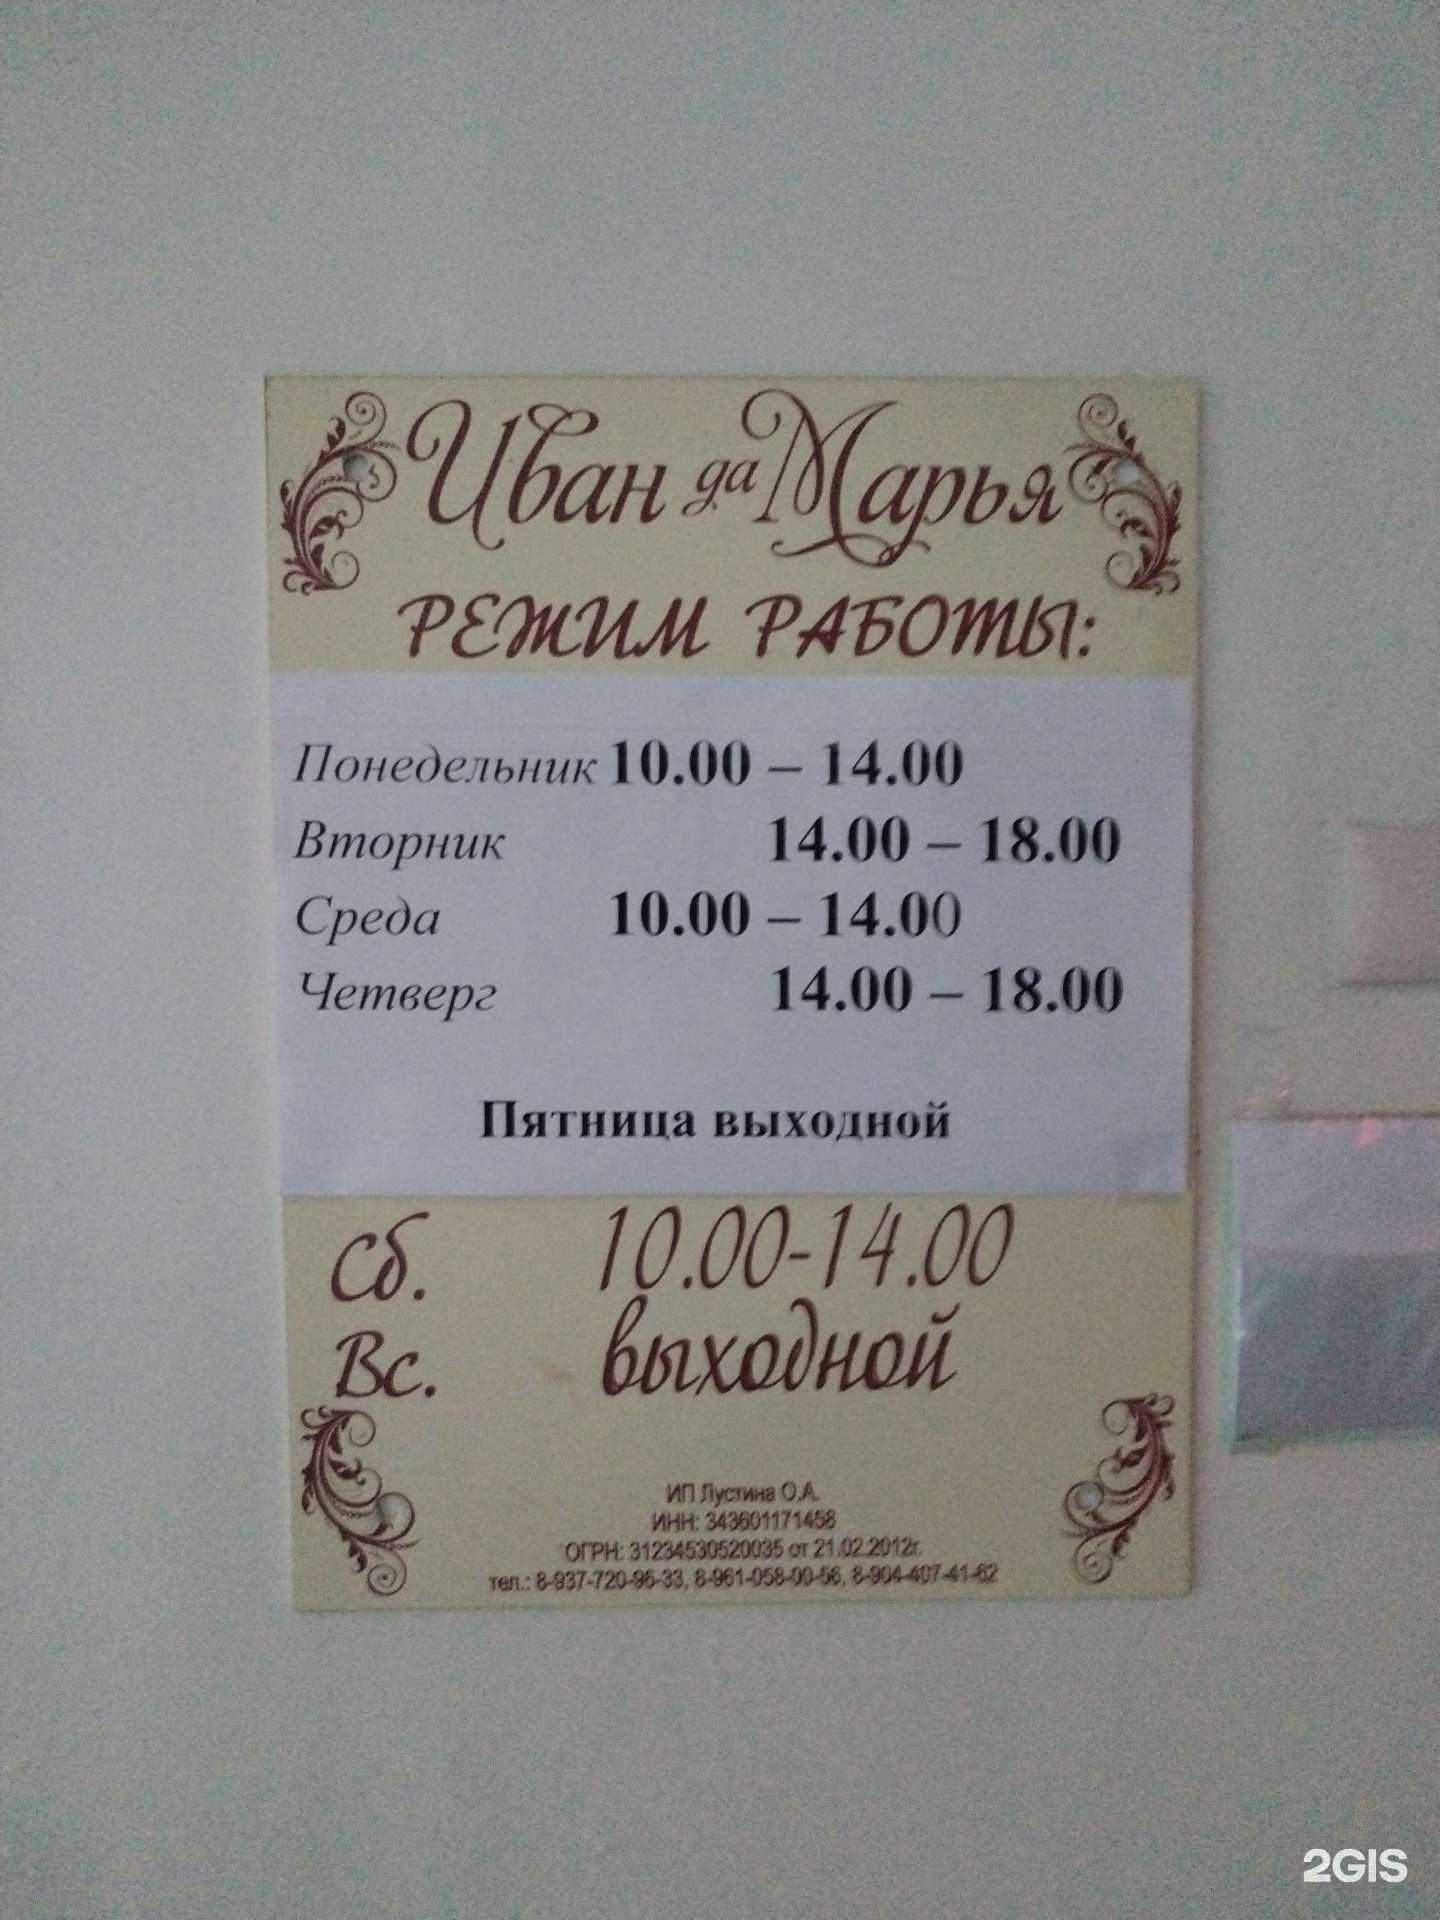 Иван да Марья
РЕЖИМ РАБОТЫ:
Понедельник 10.00 – 14.00
Вторник 14.00 – 18.00
Среда 10.00 – 14.00
Четверг 14.00 – 18.00
Пятница выходной
Сб. 10.00-14.00
Вс. выходной
ИП Лустина О.А.
ИНН: 343601171458
ОГРН: 31234530520035 от 21.02.2012г.
тел.: 8-937-720-96-33, 8-961-058-00-56, 8-904-407-41-62
2GIS